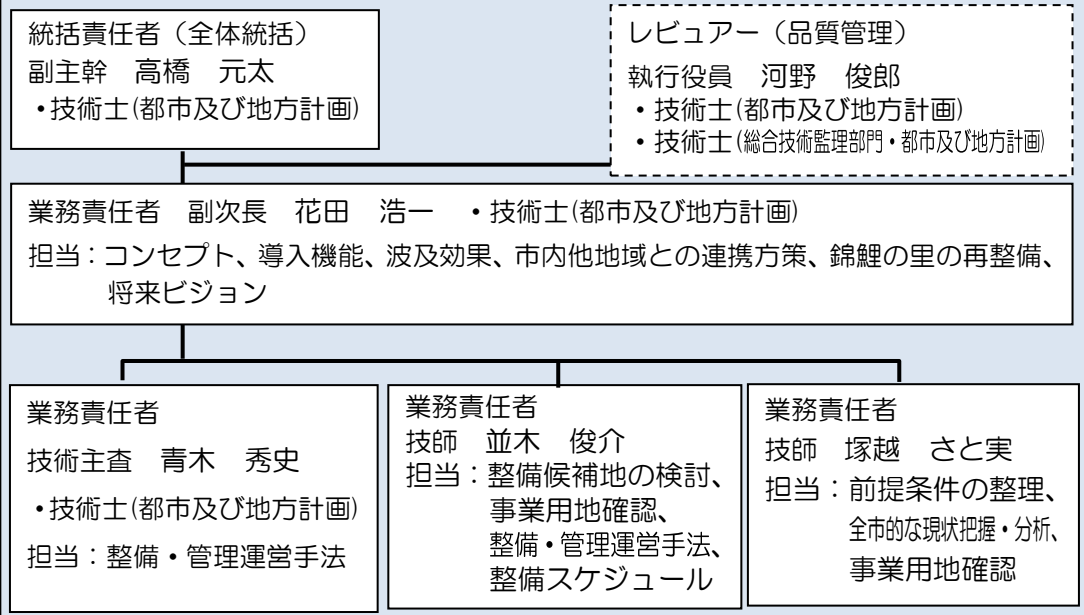 統括責任者（全体統括）
副主幹　高橋　元太
・技術士(都市及び地方計画)
レビュアー（品質管理）
執行役員　河野　俊郎
・技術士(都市及び地方計画)
・技術士(総合技術監理部門・都市及び地方計画)
業務責任者　副次長　花田　浩一　・技術士(都市及び地方計画)
担当：コンセプト、導入機能、波及効果、市内他地域との連携方策、錦鯉の里の再整備、
将来ビジョン
業務責任者
技術主査　青木　秀史
・技術士(都市及び地方計画)
担当：整備・管理運営手法
業務責任者
技師　並木　俊介
担当：整備候補地の検討、
事業用地確認、
整備・管理運営手法、
整備スケジュール
業務責任者
技師　塚越　さと実
担当：前提条件の整理、
全市的な現状把握・分析、
事業用地確認